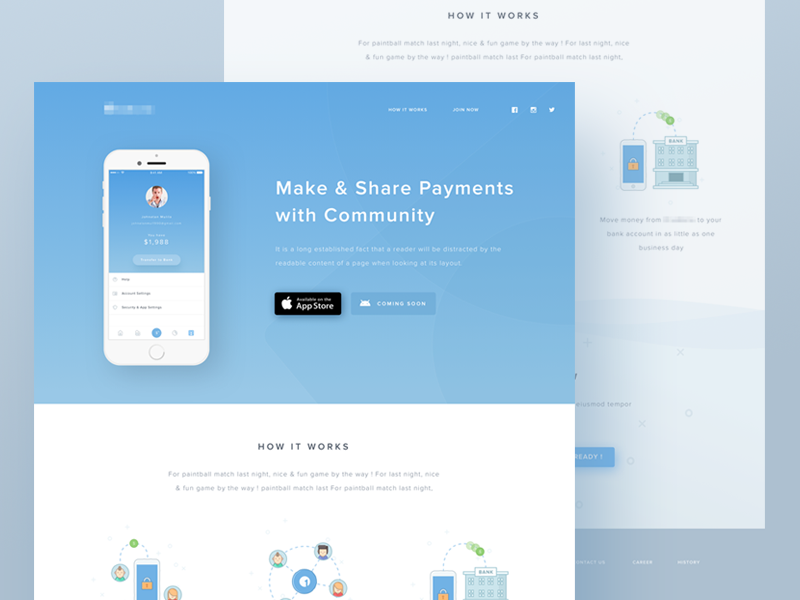 HOW IT WORKS
For paintball match last night, nice & fun game by the way ! For last night, nice
& fun game by the way ! paintball match last For paintball match last night,
BANK
Move money from to your
bank account in as little as one
business day
eiusmod tempor
READY !
CAREER
HISTORY
HOW IT WORKS
JOIN NOW
Make & Share Payments
with Community
It is a long established fact that a reader will be distracted by the
readable content of a page when looking at its layout.
Available on the
App Store
COMING SOON
$1,988
Help
Account Settings
Security & App Settings
HOW IT WORKS
For paintball match last night, nice & fun game by the way ! For last night, nice
& fun game by the way ! paintball match last For paintball match last night,
BANK